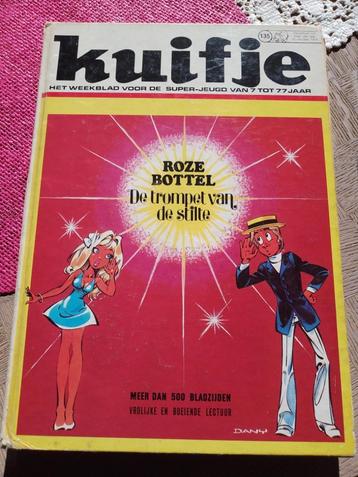 135
kuifje
HET WEEKBLAD VOOR DE SUPER-JEUGD VAN 7 TOT 77 JAAR
ROZE
BOTTEL
De trompet van
de stilte
MEER DAN 500 BLADZIJDEN
VROLIJKE EN BOEIENDE LECTUUR
DANY